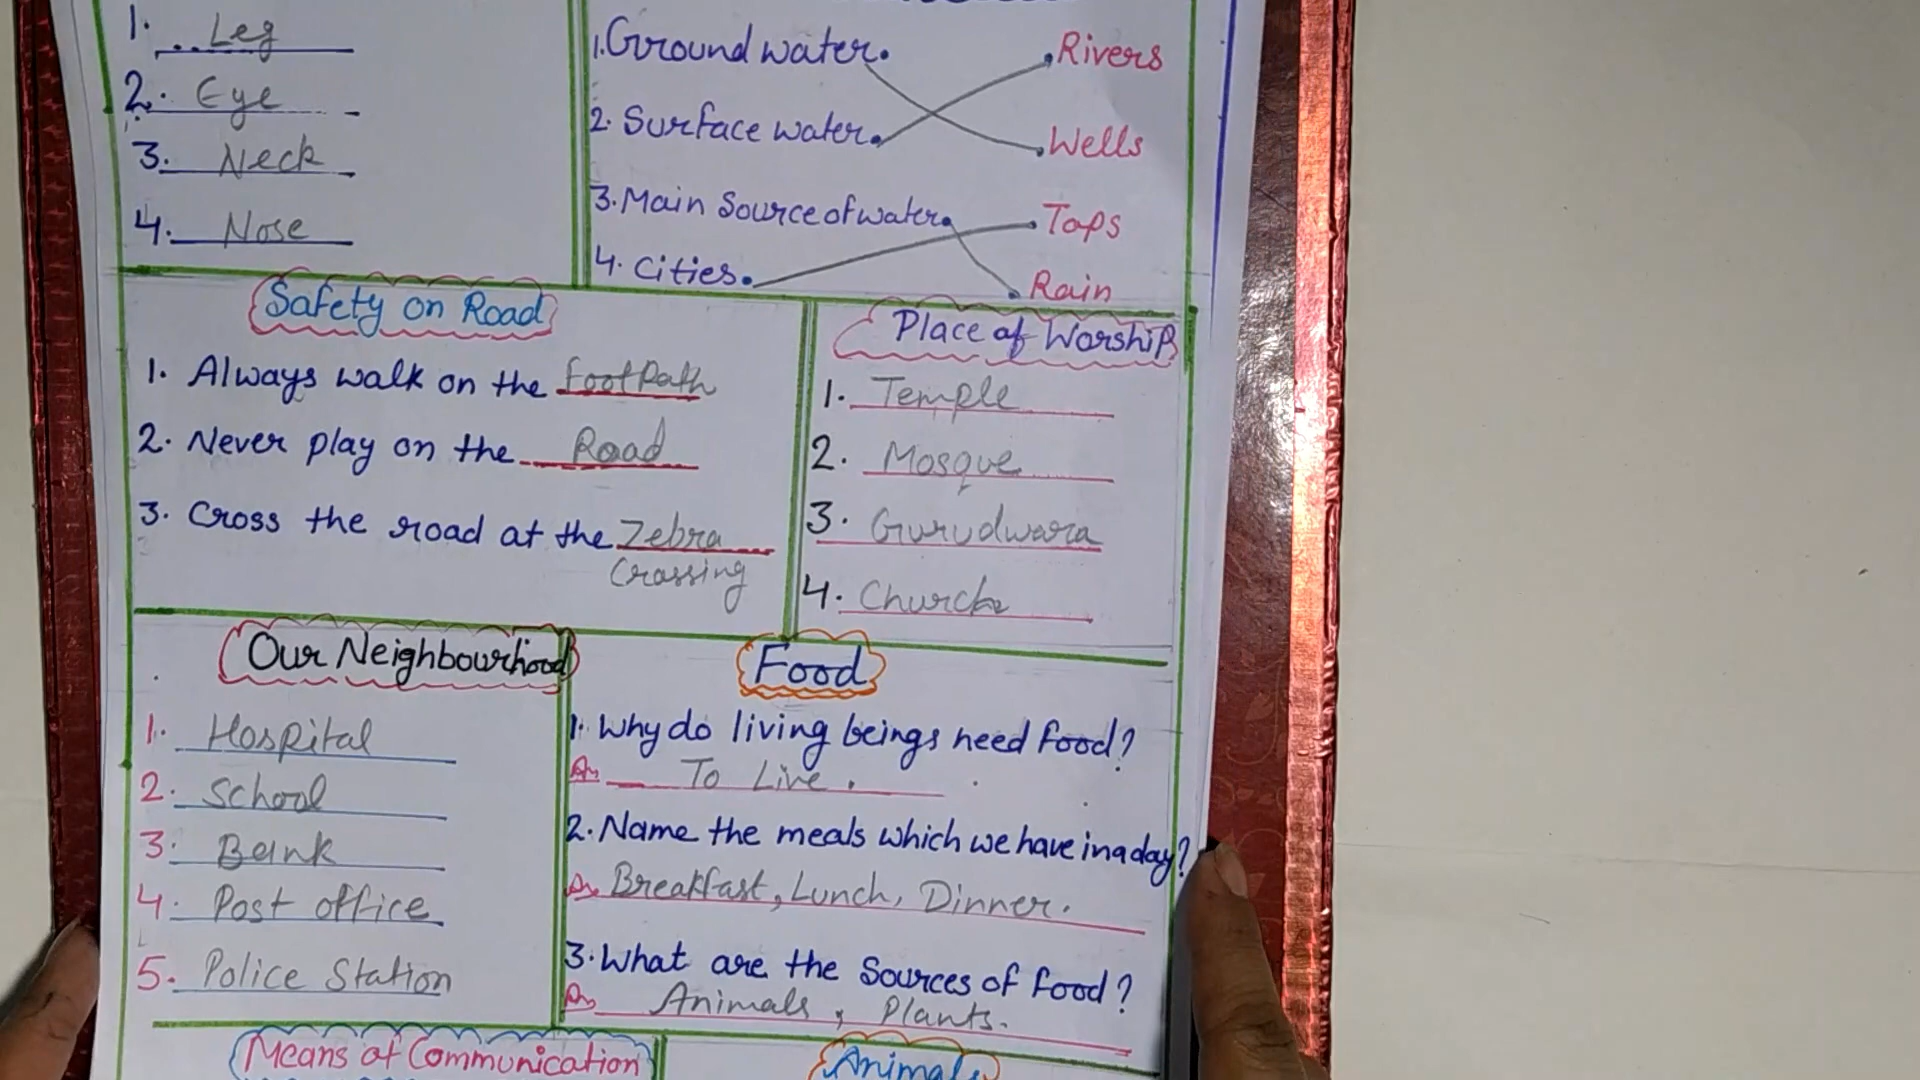 1. Leg
2. Eye
3. Neck
4. Nose
1. Ground water
2. Surface water
3. Main Source of water
4. Cities
Rivers
Wells
Taps
Rain
Safety on Road
1. Always walk on the FootPath
2. Never play on the Road
3. Cross the road at the Zebra
Crossing
Place of Worship
1. Temple
2. Mosque
3. Gurudwara
4. Church
Our Neighbourhood
1. Hospital
2. School
3. Bank
4. Post office
5. Police Station
Food
1. Why do living beings need food?
An To Live.
2. Name the meals which we have in a day?
An Breakfast, Lunch, Dinner.
3. What are the Sources of food?
An Animals, Plants.
Means of Communication
Animals